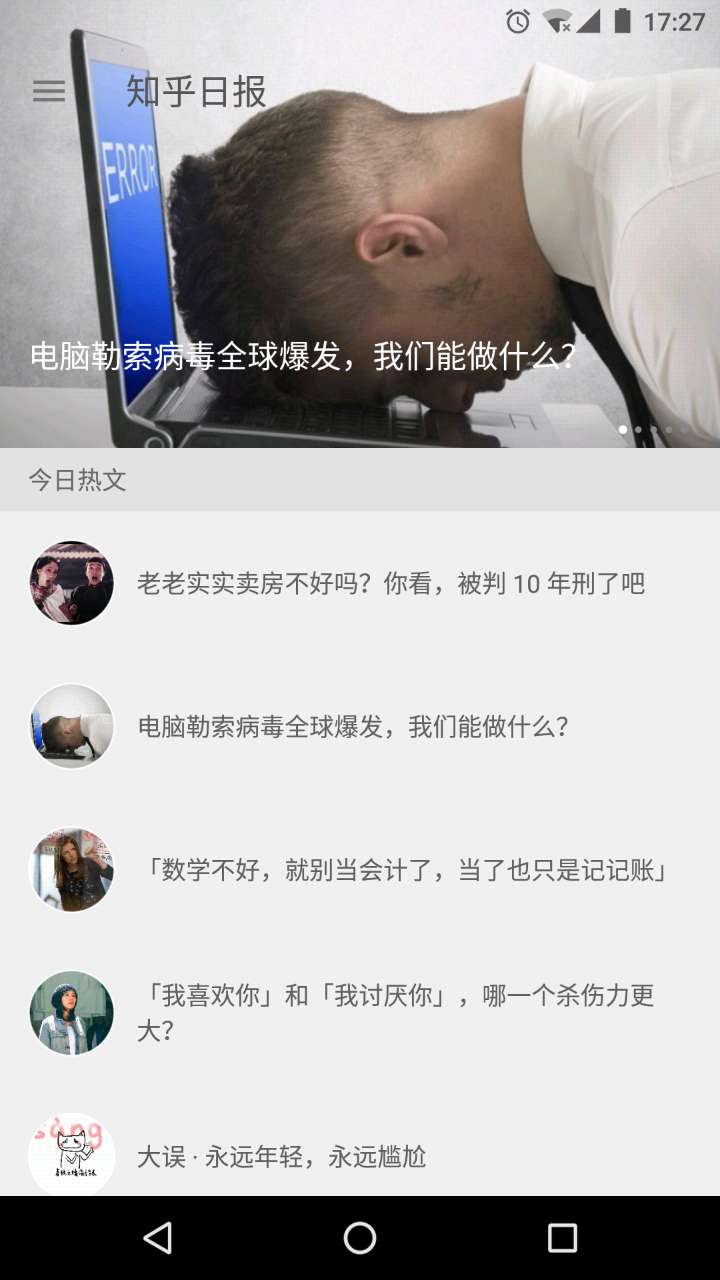 17:27
知乎日报
ERROR
电脑勒索病毒全球爆发，我们能做什么？
今日热文
老老实实卖房不好吗？你看，被判 10 年刑了吧
电脑勒索病毒全球爆发，我们能做什么？
「数学不好，就别当会计了，当了也只是记记账」
「我喜欢你」和「我讨厌你」，哪一个杀伤力更
大？
sang
大误 · 永远年轻，永远尴尬